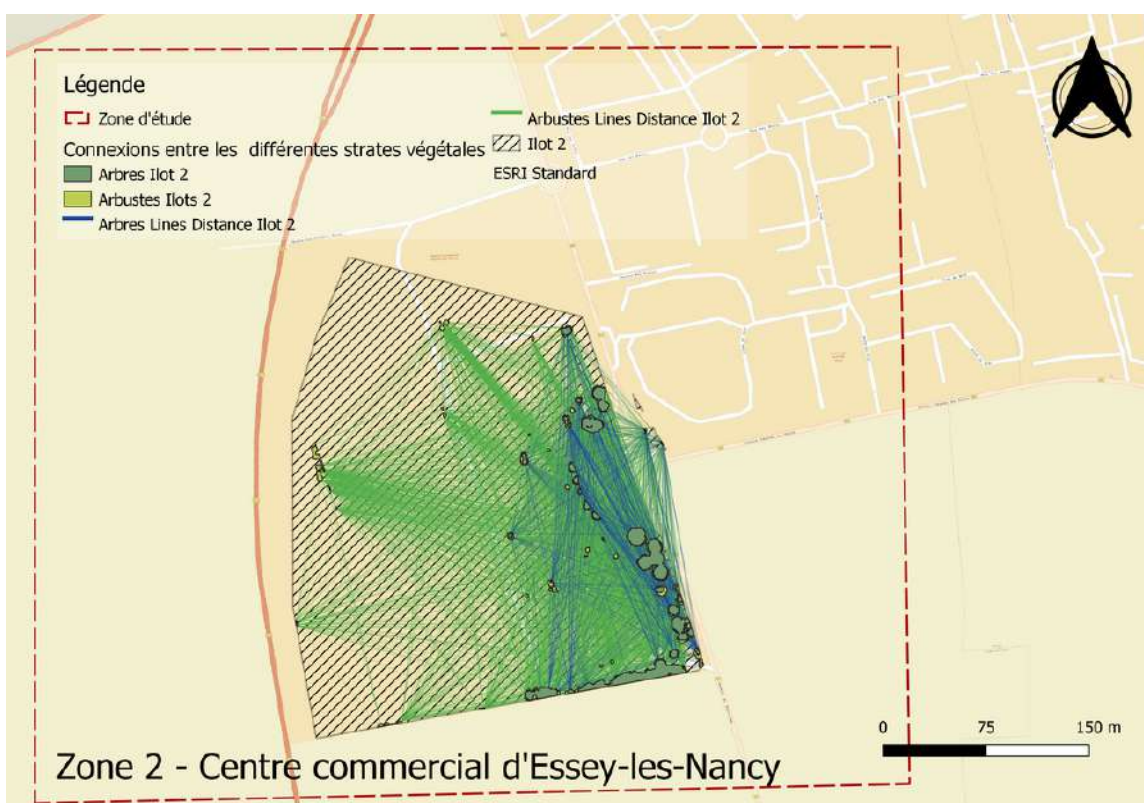 Légende
Zone d'étude
Connexions entre les différentes strates végétales
Arbres Ilot 2
Arbustes Ilots 2
Arbres Lines Distance Ilot 2
Arbustes Lines Distance Ilot 2
Ilot 2
ESRI Standard
0 75 150 m
Zone 2 - Centre commercial d'Essey-les-Nancy